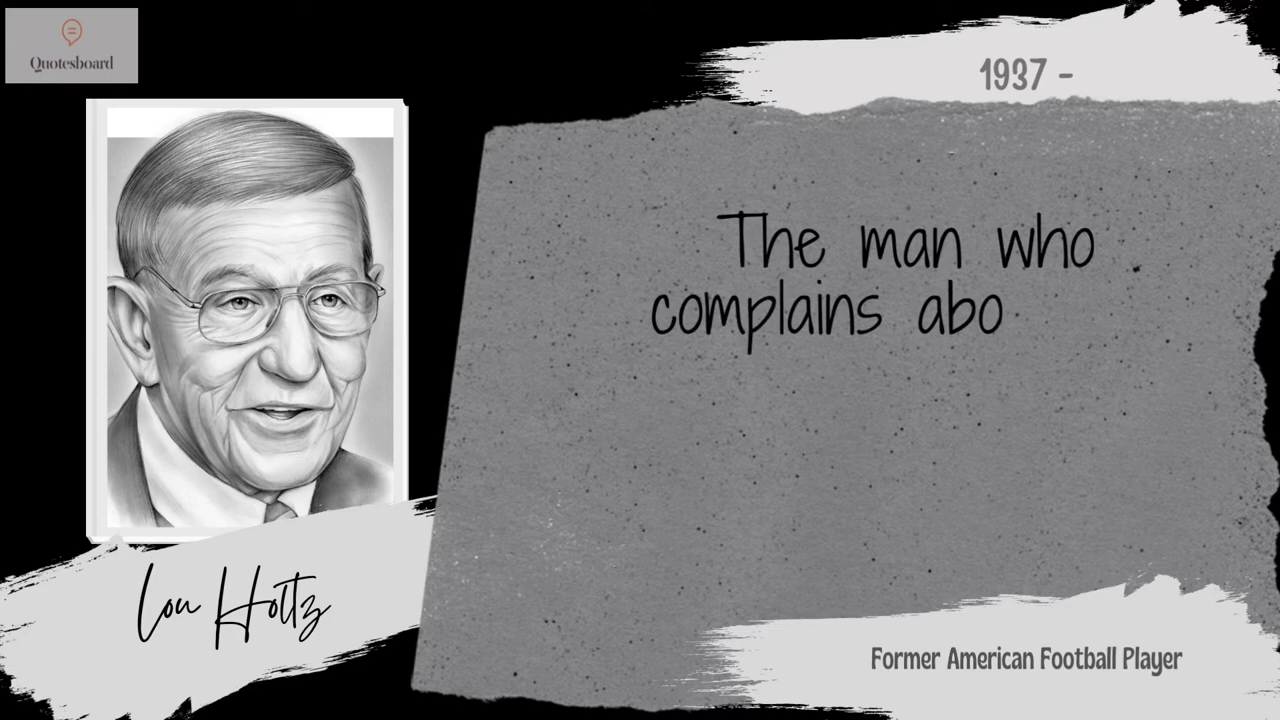 Quotesboard
1937 -
The man who
complains abo
Lou Holtz
Former American Football Player